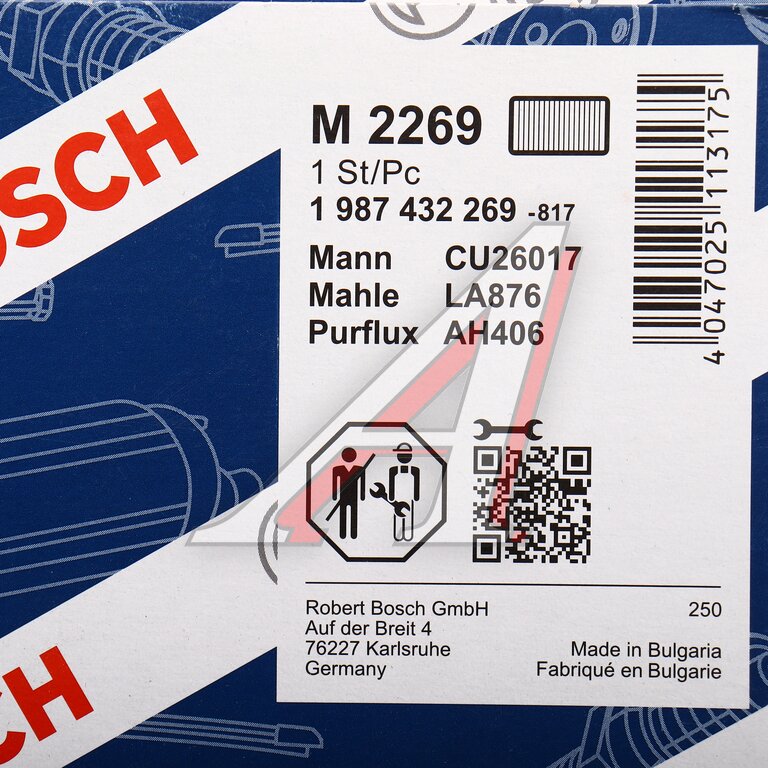 BOSCH
M 2269
1 St/Pc
1 987 432 269 -817
Mann CU26017
Mahle LA876
Purflux AH406
4 047025 113175
Robert Bosch GmbH 250
Auf der Breit 4
76227 Karlsruhe Made in Bulgaria
Germany Fabriqué en Bulgarie
CH